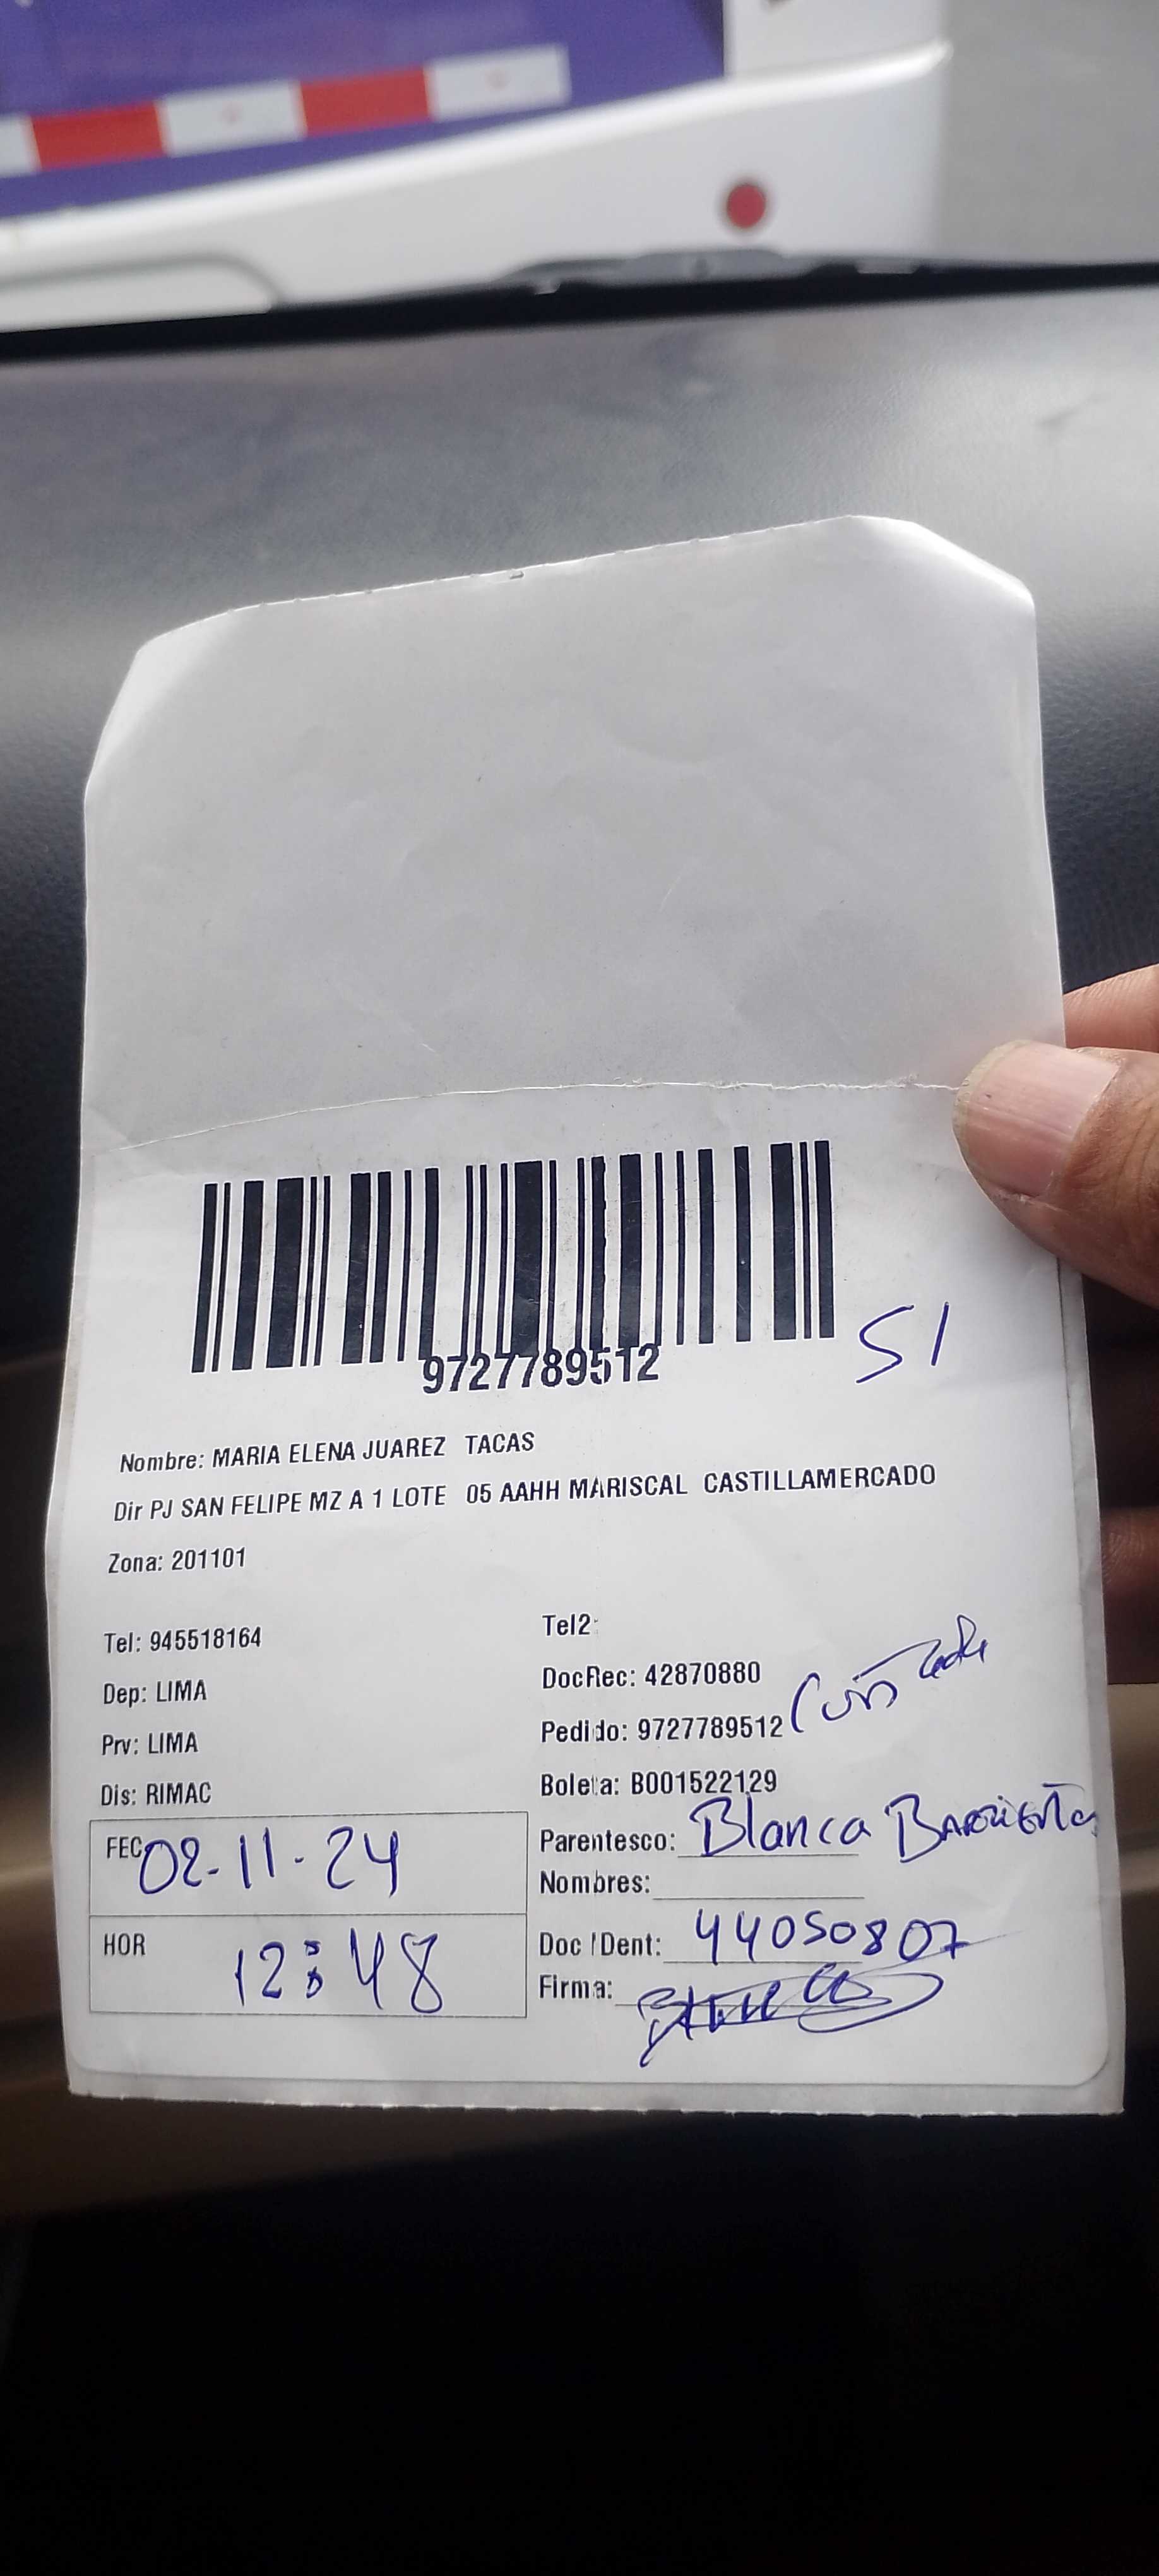 9727789512
51
Nombre: MARIA ELENA JUAREZ TACAS
Dir PJ SAN FELIPE MZ A 1 LOTE 05 AAHH MARISCAL CASTILLAMERCADO
Zona: 201101
Tel: 945518164
Dep: LIMA
Prv: LIMA
Dis: RIMAC
Tel2:
DocRec: 42870880
Pedido: 9727789512
Boleta: B001522129
FEC 02-11-24
HOR 12:48
Parentesco: Blanca Barrientos
Nombres:
Doc IDent: 44050807
Firma: